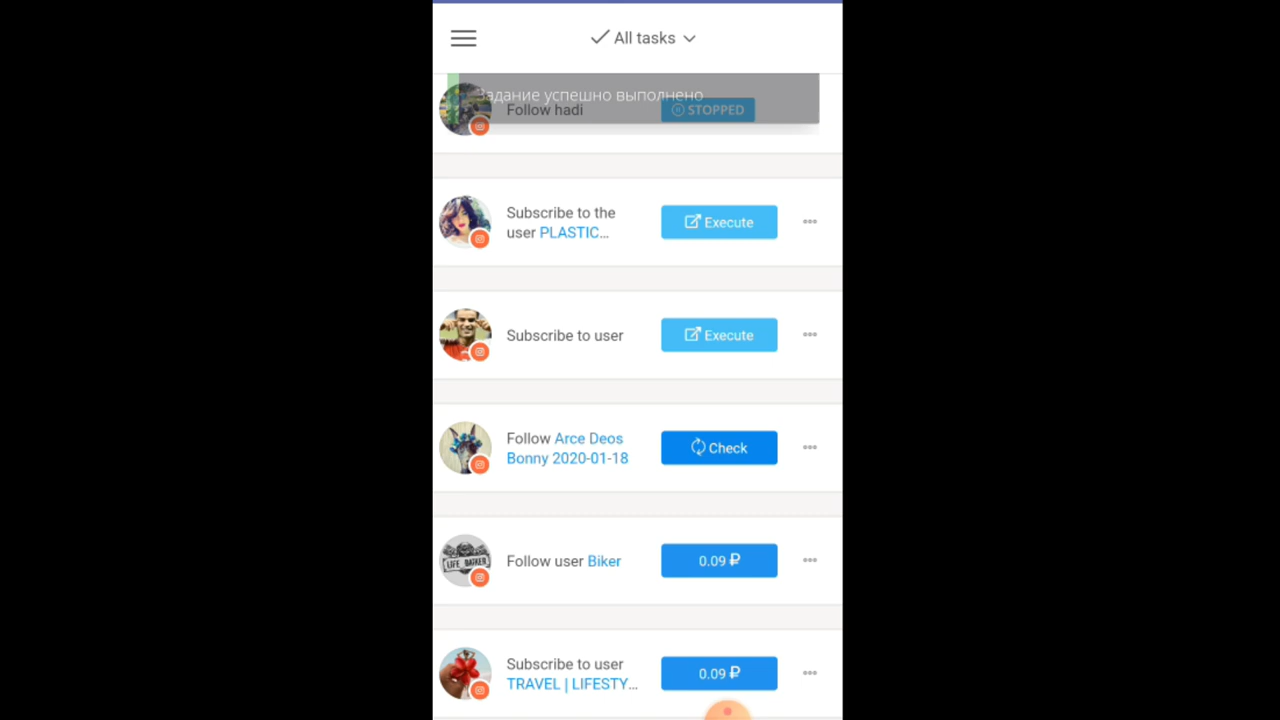 All tasks
Задание успешно выполнено
Follow hadi
STOPPED
Subscribe to the
user PLASTIC...
Execute
Subscribe to user
Execute
Follow Arce Deos
Bonny 2020-01-18
Check
LIFE_BAIKER
Follow user Biker
0.09 ₽
Subscribe to user
TRAVEL | LIFESTY...
0.09 ₽